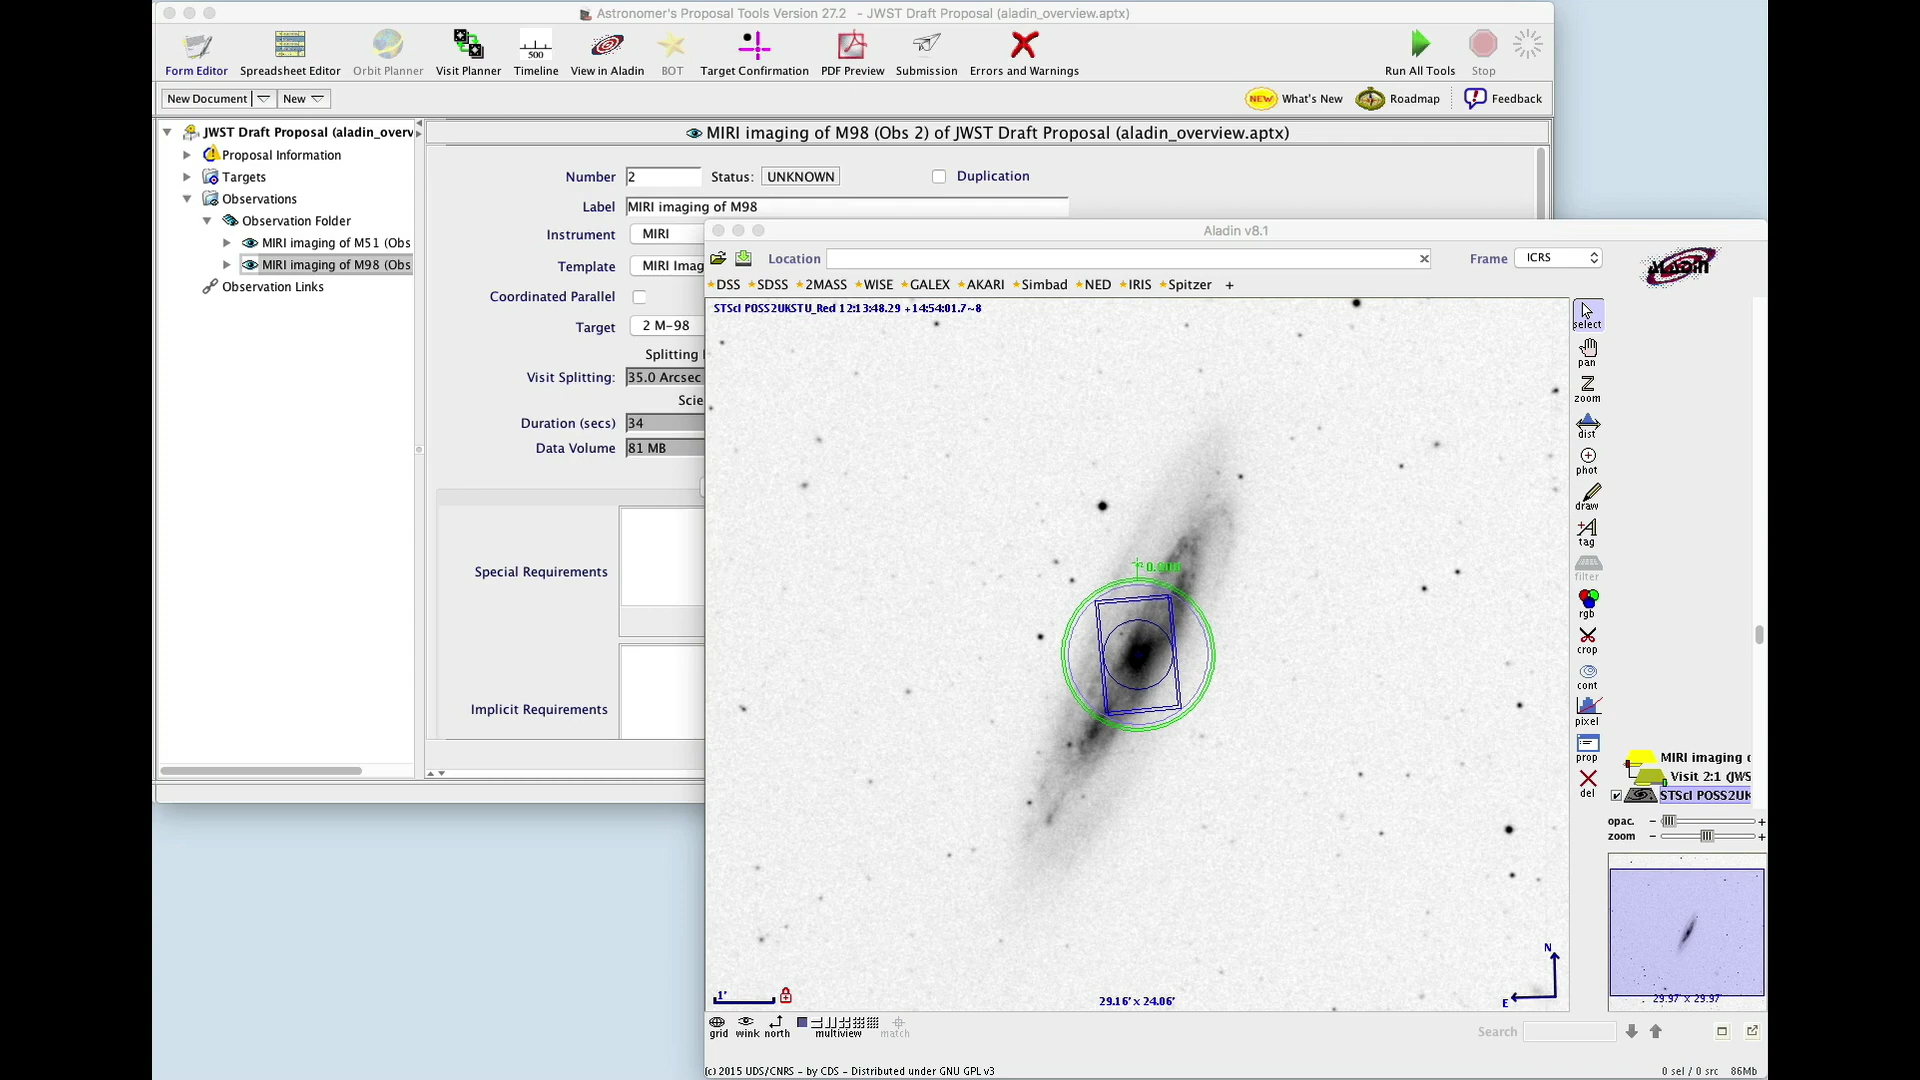 Astronomer's Proposal Tools Version 27.2 - JWST Draft Proposal (aladin_overview.aptx)
500
Form Editor Spreadsheet Editor Orbit Planner Visit Planner Timeline View in Aladin BOT Target Confirmation PDF Preview Submission Errors and Warnings Run All Tools Stop
New Document New NEW What's New Roadmap Feedback
JWST Draft Proposal (aladin_overv
Proposal Information
Targets
Observations
Observation Folder
MIRI imaging of M51 (Obs
MIRI imaging of M98 (Obs
Observation Links
MIRI imaging of M98 (Obs 2) of JWST Draft Proposal (aladin_overview.aptx)
Number 2 Status: UNKNOWN Duplication
Label MIRI imaging of M98
Instrument MIRI
Template MIRI Imag
Coordinated Parallel
Target 2 M-98
Splitting
Visit Splitting: 35.0 Arcsec
Scie
Duration (secs) 34
Data Volume 81 MB
Special Requirements
Implicit Requirements
Aladin v8.1
Location Frame ICRS
Aladin
DSS SDSS 2MASS WISE GALEX AKARI Simbad NED IRIS Spitzer +
STScI POSS2UKSTU_Red 12:13:48.29 +14:54:01.7~8
select
pan
zoom
dist
phot
draw
tag
filter
rgb
crop
cont
pixel
prop
del
N
E
1'
29.16' x 24.06'
MIRI imaging o
Visit 2:1 (JWS
STScI POSS2UK
opac. - +
zoom - +
29.97' x 29.97'
grid wink north multiview match
Search
(c) 2015 UDS/CNRS - by CDS - Distributed under GNU GPL v3
0 sel / 0 src 86Mb